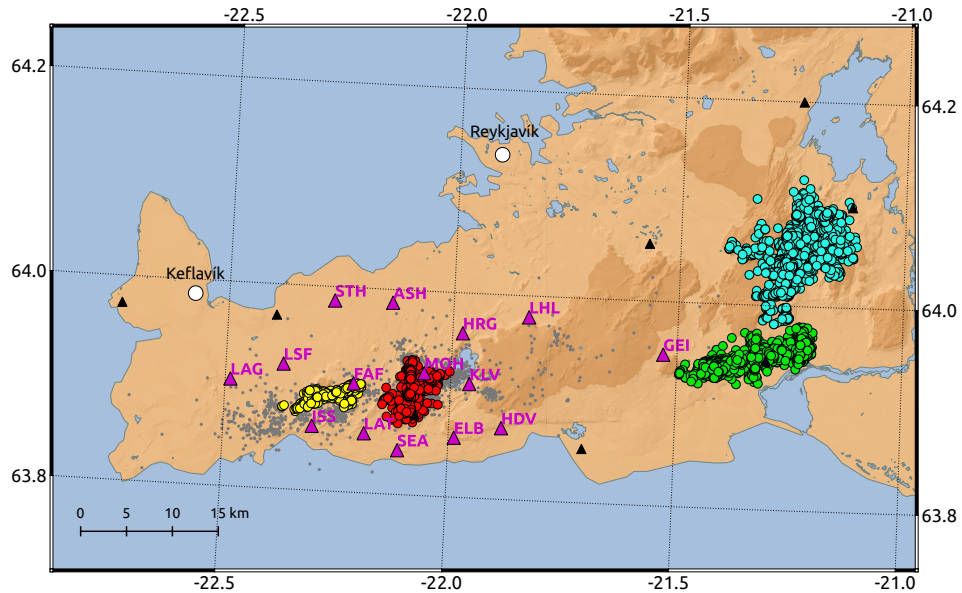 -22.5 -22.0 -21.5 -21.0
64.2
64.2
Reykjavík
64.0
Keflavík
64.0
STH ASH
LHL
HRG
GEI
LSF
MOH
LAG FAF KLV
ISS LAT HDV
ELB
SEA
63.8
63.8
0 5 10 15 km
-22.5 -22.0 -21.5 -21.0